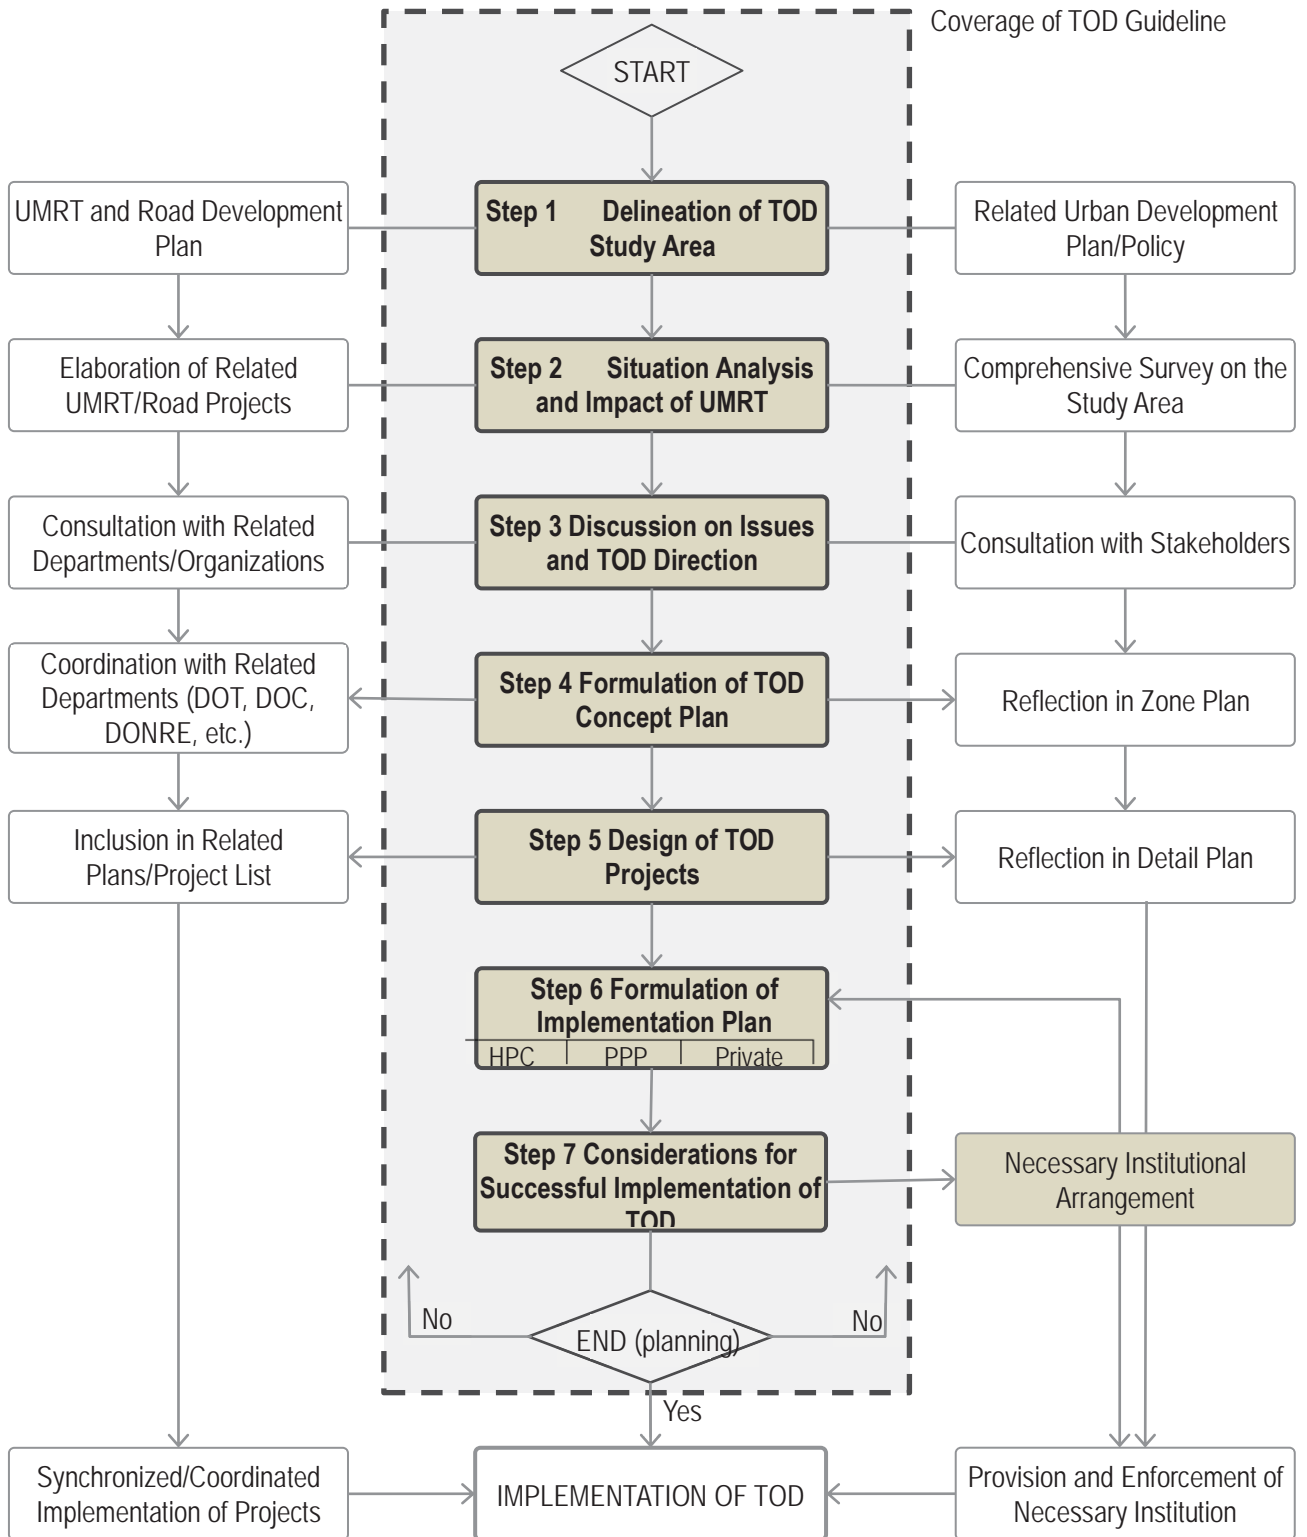 Coverage of TOD Guideline
START
UMRT and Road Development
Plan
Step 1 Delineation of TOD
Study Area
Related Urban Development
Plan/Policy
Elaboration of Related
UMRT/Road Projects
Step 2 Situation Analysis
and Impact of UMRT
Comprehensive Survey on the
Study Area
Consultation with Related
Departments/Organizations
Step 3 Discussion on Issues
and TOD Direction
Consultation with Stakeholders
Coordination with Related
Departments (DOT, DOC,
DONRE, etc.)
Step 4 Formulation of TOD
Concept Plan
Reflection in Zone Plan
Inclusion in Related
Plans/Project List
Step 5 Design of TOD
Projects
Reflection in Detail Plan
Step 6 Formulation of
Implementation Plan
HPC PPP Private
Step 7 Considerations for
Successful Implementation of
TOD
Necessary Institutional
Arrangement
No
END (planning)
No
Yes
Synchronized/Coordinated
Implementation of Projects
IMPLEMENTATION OF TOD
Provision and Enforcement of
Necessary Institution